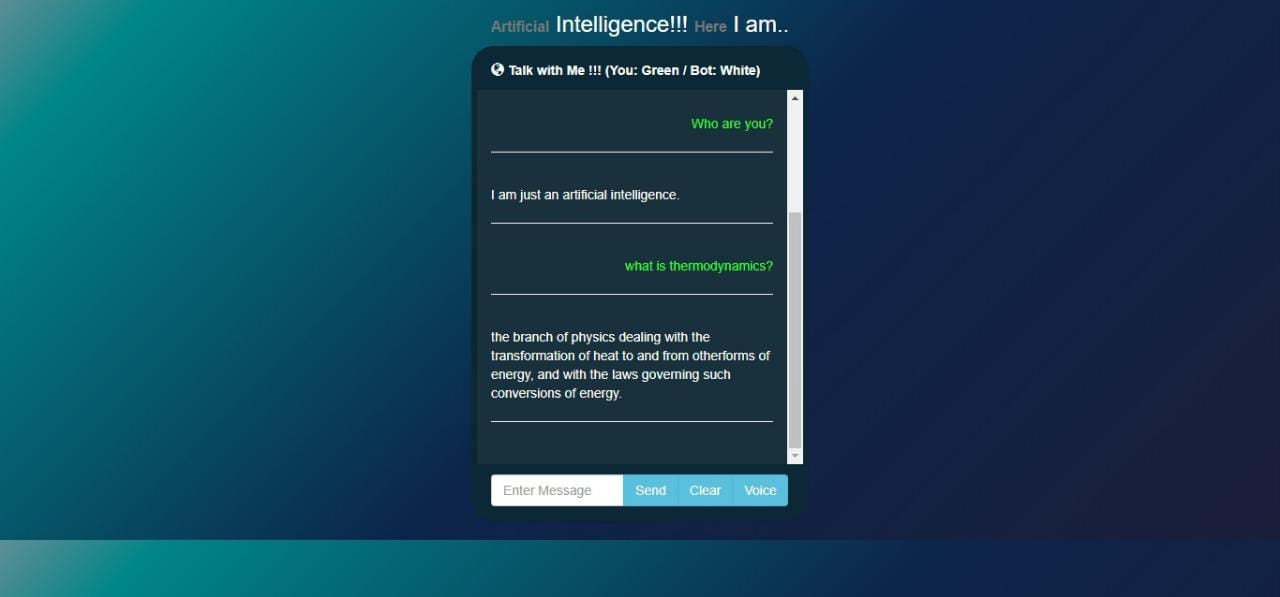 Artificial Intelligence!!! Here I am..
Talk with Me !!! (You: Green / Bot: White)
Who are you?
I am just an artificial intelligence.
what is thermodynamics?
the branch of physics dealing with the
transformation of heat to and from otherforms of
energy, and with the laws governing such
conversions of energy.
Enter Message Send Clear Voice